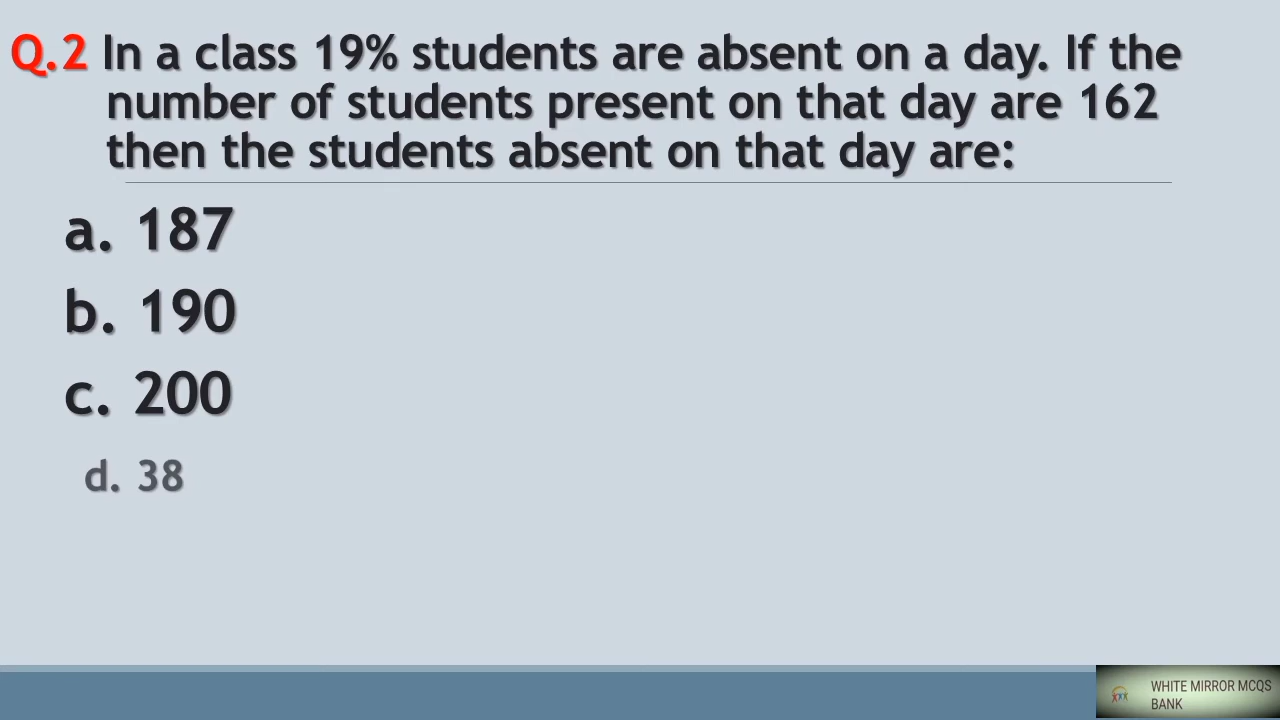 Q.2 In a class 19% students are absent on a day. If the
number of students present on that day are 162
then the students absent on that day are:
a. 187
b. 190
c. 200
d. 38
WHITE MIRROR MCQS
BANK